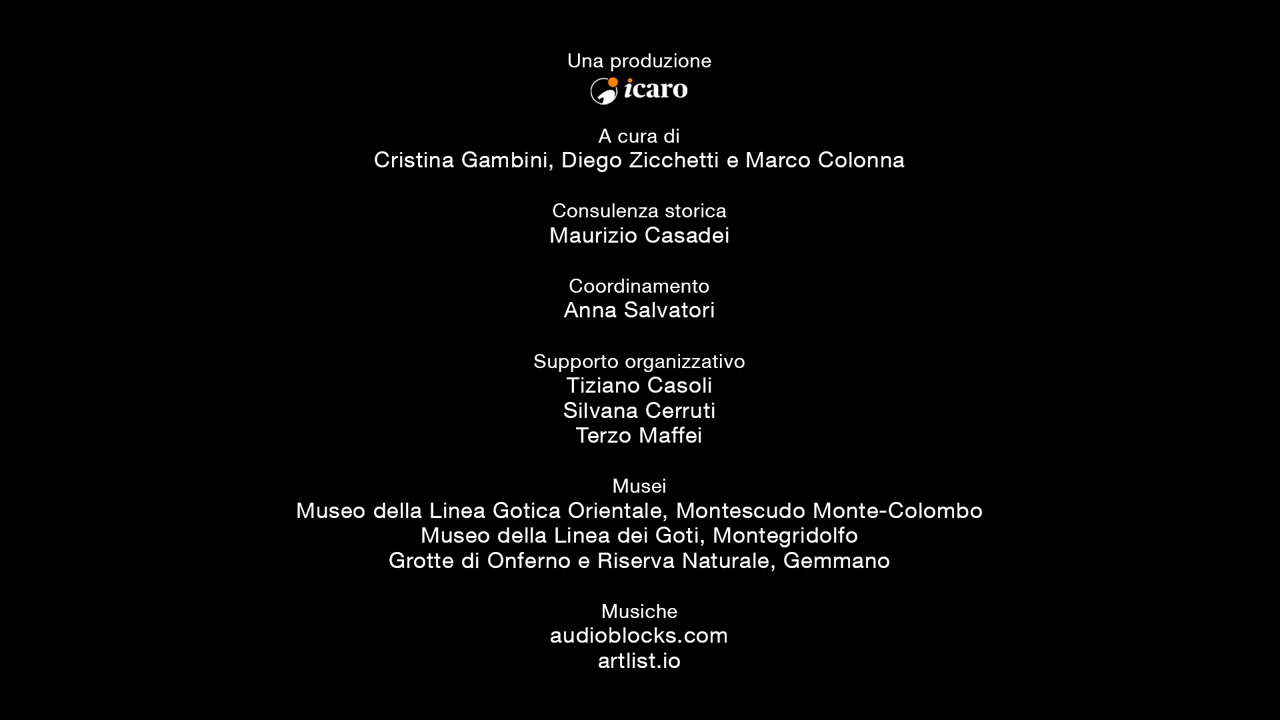 Una produzione
icaro
A cura di
Cristina Gambini, Diego Zicchetti e Marco Colonna
Consulenza storica
Maurizio Casadei
Coordinamento
Anna Salvatori
Supporto organizzativo
Tiziano Casoli
Silvana Cerruti
Terzo Maffei
Musei
Museo della Linea Gotica Orientale, Montescudo Monte-Colombo
Museo della Linea dei Goti, Montegridolfo
Grotte di Onferno e Riserva Naturale, Gemmano
Musiche
audioblocks.com
artlist.io